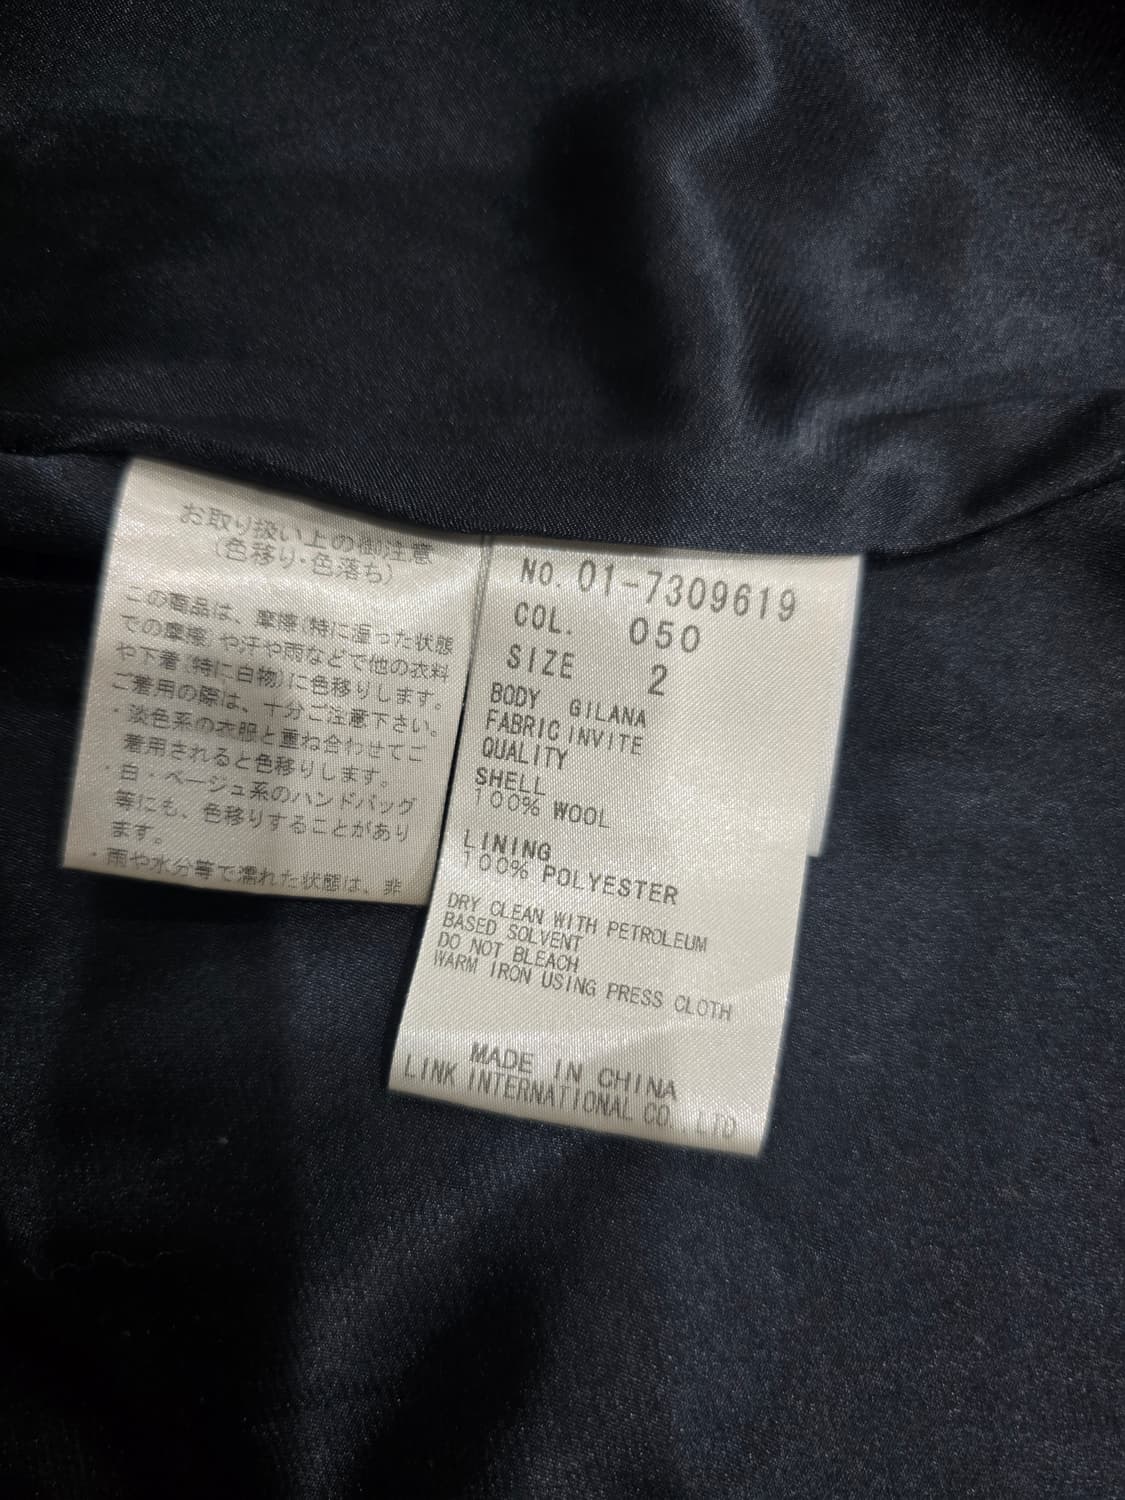 お取り扱い上の御注意
(色移り・色落ち)
この商品は、摩擦(特に湿った状態
での摩擦)や汗や雨などで他の衣料
や下着(特に白物)に色移りします。
ご着用の際は、十分ご注意下さい。
・淡色系の衣服と重ね合わせてご
着用されると色移りします。
・白・ベージュ系のハンドバッグ
等にも、色移りすることがあり
ます。
・雨や水分等で濡れた状態は、非
NO. 01-7309619
COL. 050
SIZE 2
BODY GILANA
FABRIC INVITE
QUALITY
SHELL
100% WOOL
LINING
100% POLYESTER
DRY CLEAN WITH PETROLEUM
BASED SOLVENT
DO NOT BLEACH
WARM IRON USING PRESS CLOTH
MADE IN CHINA
LINK INTERNATIONAL CO. LTD